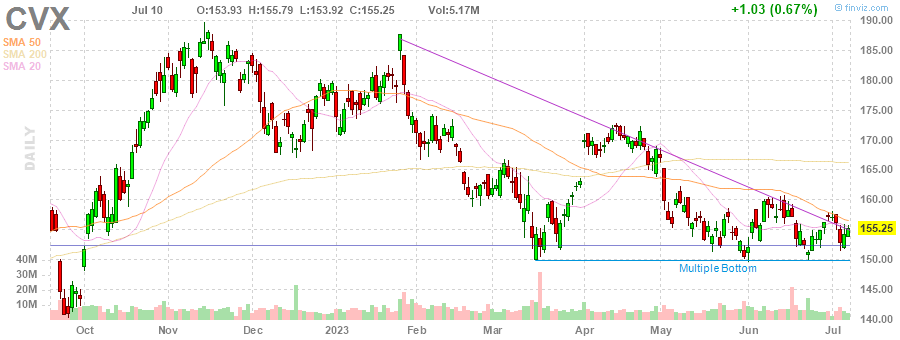 CVX
Jul 10 O:153.93 H:155.79 L:153.92 C:155.25 Vol:5.17M
+1.03 (0.67%)
finviz.com
SMA 50
SMA 200
SMA 20
DAILY
190.00
185.00
180.00
175.00
170.00
165.00
160.00
155.25
150.00
145.00
140.00
40M
30M
20M
10M
Multiple Bottom
Oct Nov Dec 2023 Feb Mar Apr May Jun Jul